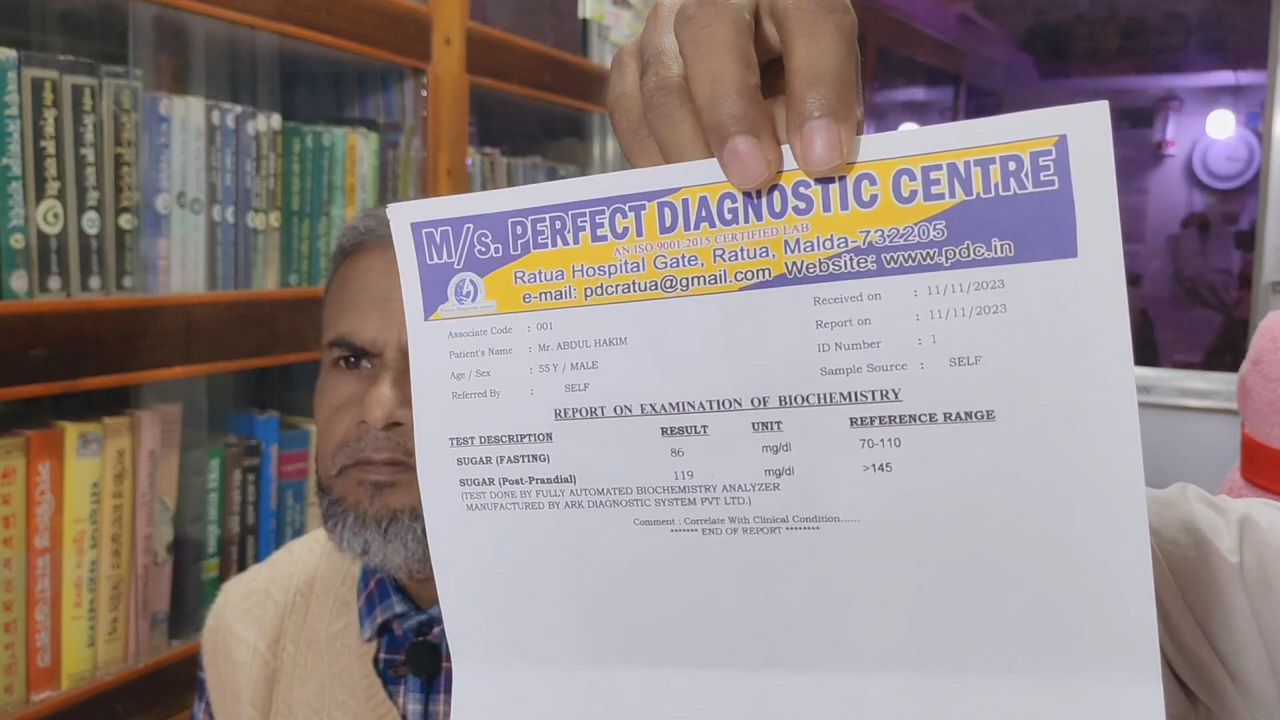 M/s. PERFECT DIAGNOSTIC CENTRE
AN ISO 9001:2015 CERTIFIED LAB
Ratua Hospital Gate, Ratua, Malda-732205
e-mail: pdcratua@gmail.com Website: www.pdc.in
Associate Code : 001
Received on : 11/11/2023
Patient's Name : Mr. ABDUL HAKIM
Report on : 11/11/2023
Age / Sex : 55 Y / MALE
ID Number : 1
Referred By : SELF
Sample Source : SELF
REPORT ON EXAMINATION OF BIOCHEMISTRY
TEST DESCRIPTION RESULT UNIT REFERENCE RANGE
SUGAR (FASTING) 86 mg/dl 70-110
SUGAR (Post-Prandial) 119 mg/dl >145
(TEST DONE BY FULLY AUTOMATED BIOCHEMISTRY ANALYZER
MANUFACTURED BY ARK DIAGNOSTIC SYSTEM PVT LTD.)
Comment : Correlate With Clinical Condition......
******* END OF REPORT ********